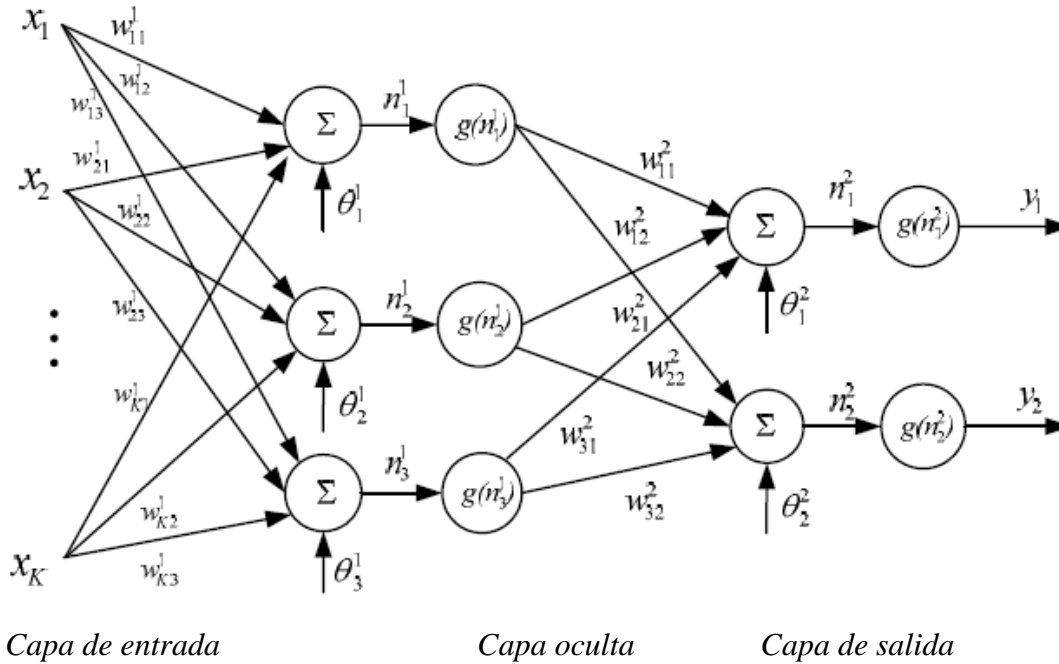 x₁
w¹₁₁
w¹₁₂
w¹₁₃
Σ
n¹₁
g(n¹₁)
θ¹₁
w¹₂₁
x₂
w¹₂₂
w¹₂₃
w²₁₁
w²₁₂
Σ
n²₁
g(n²₁)
y₁
θ²₁
Σ
n¹₂
g(n¹₂)
θ¹₂
w²₂₁
w²₂₂
w¹K₁
Σ
n²₂
g(n²₂)
y₂
θ²₂
w²₃₁
w²₃₂
Σ
n¹₃
g(n¹₃)
θ¹₃
w¹K₂
w¹K₃
xK
Capa de entrada Capa oculta Capa de salida